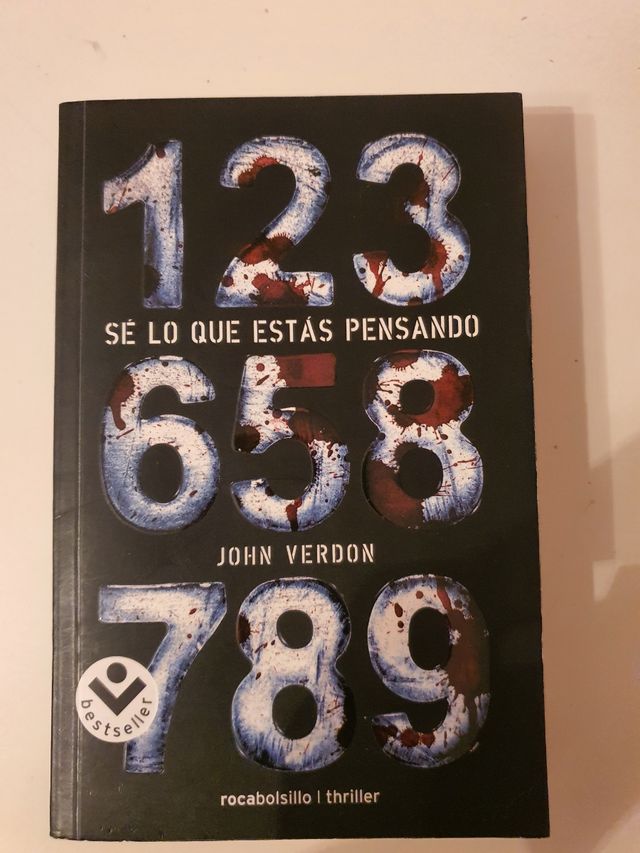 123
SÉ LO QUE ESTÁS PENSANDO
658
JOHN VERDON
789
bestseller
rocabolsillo | thriller